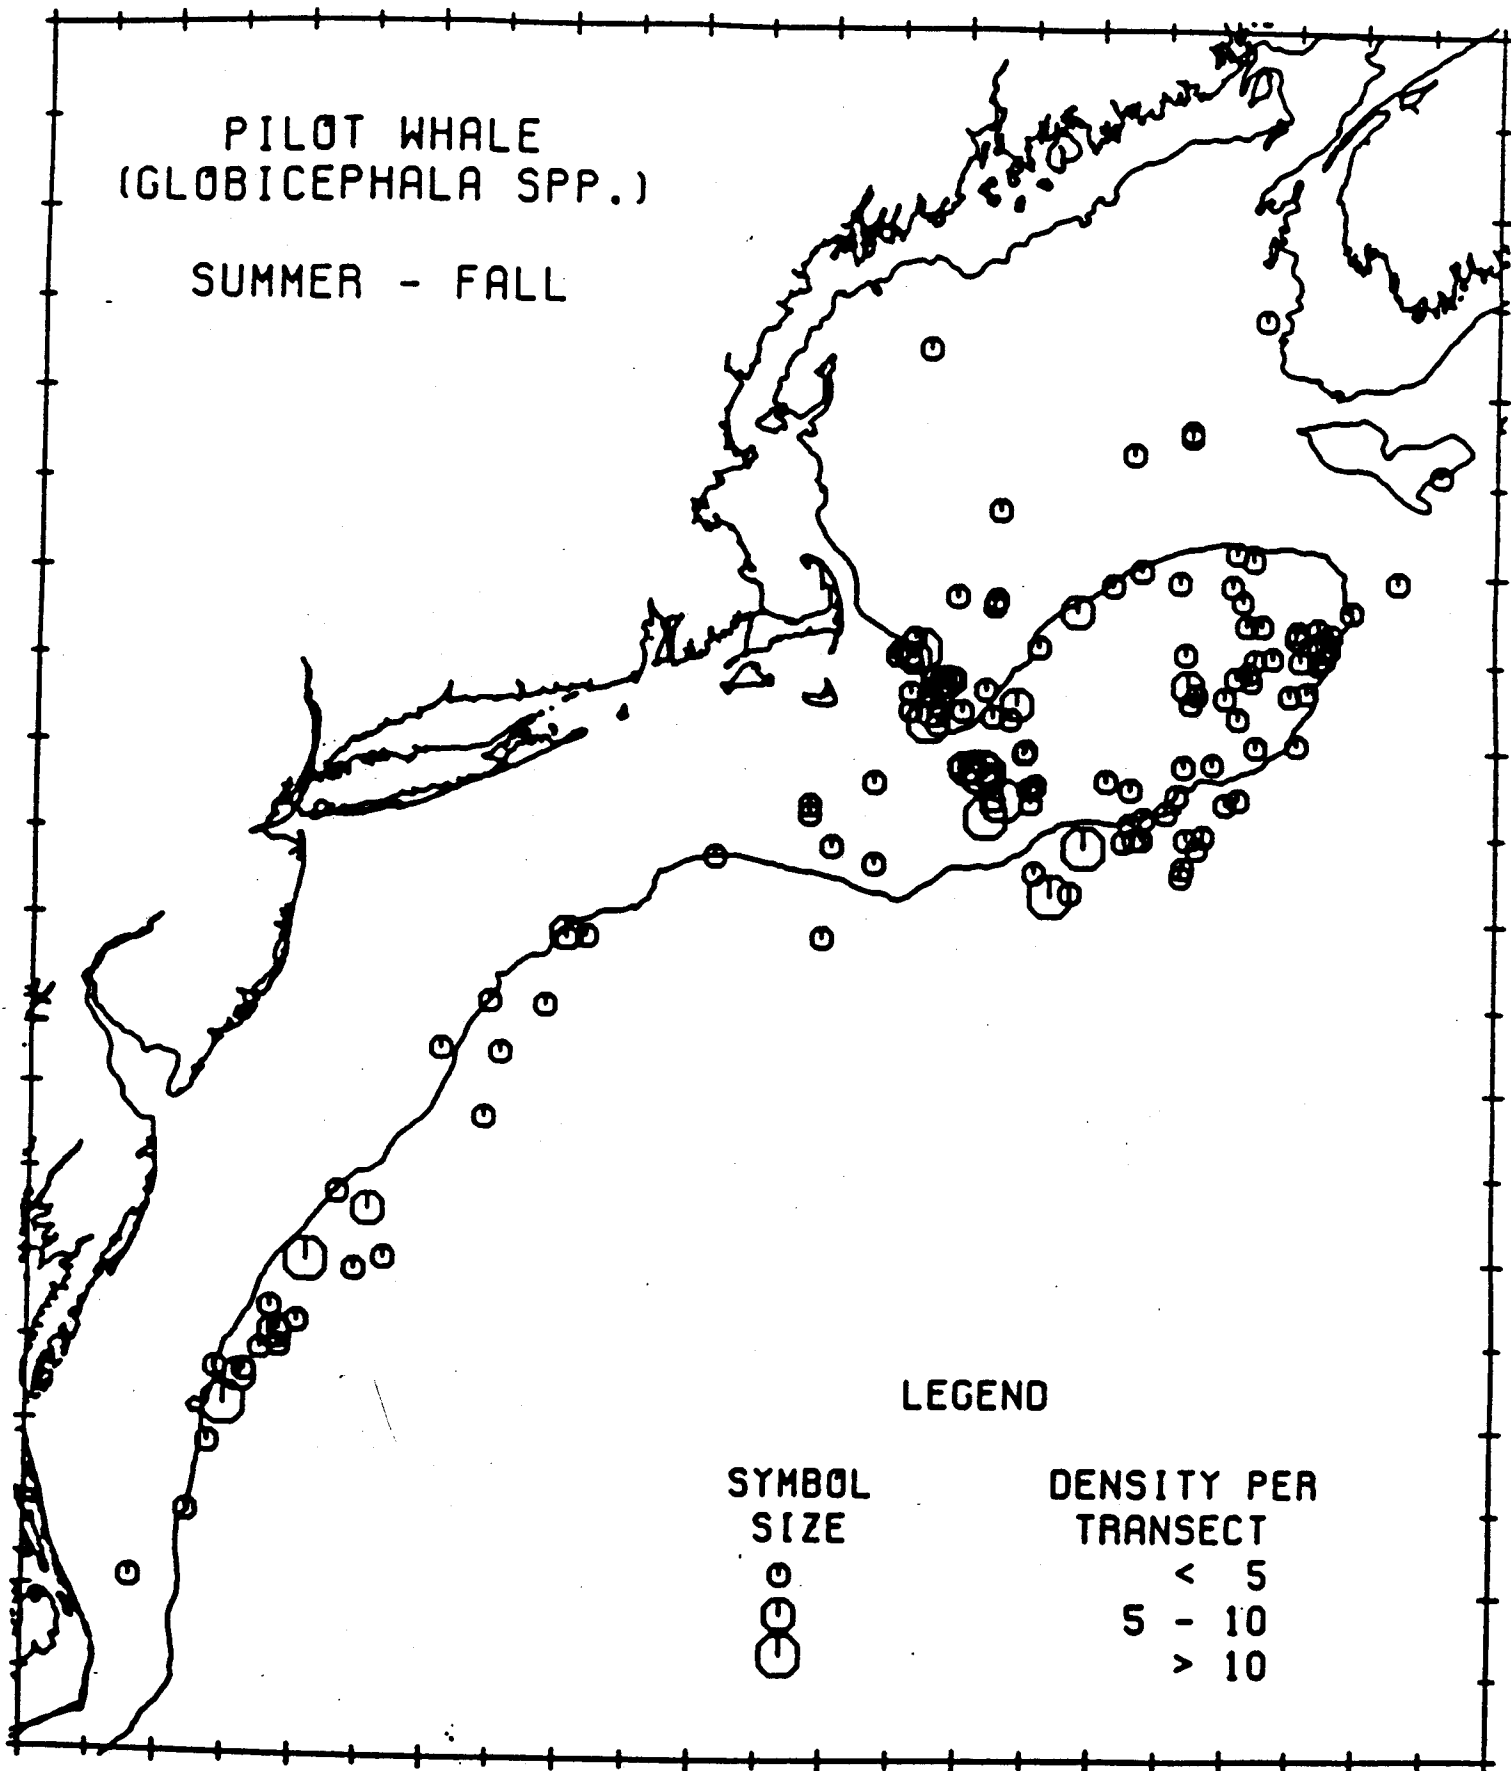 PILOT WHALE
(GLOBICEPHALA SPP.)
SUMMER - FALL
LEGEND
SYMBOL SIZE
DENSITY PER TRANSECT
< 5
5 - 10
> 10